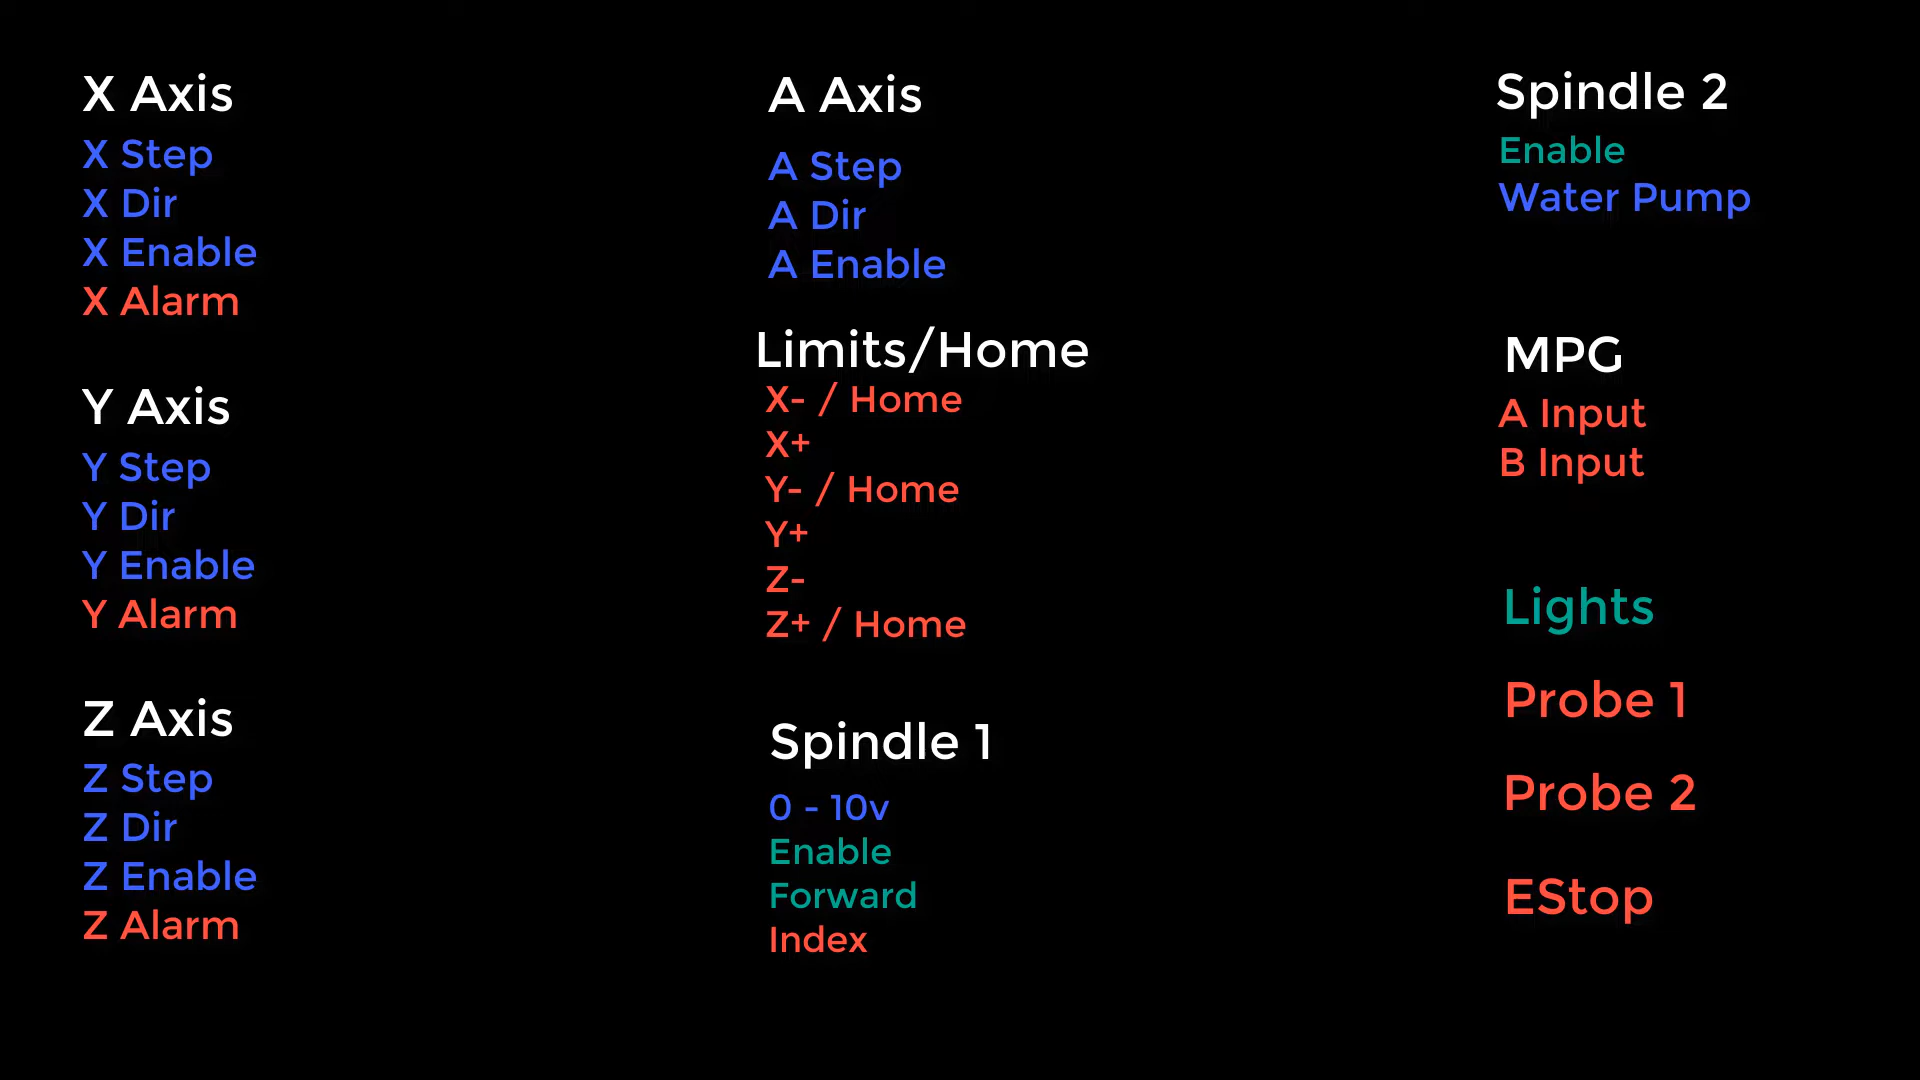 X Axis
X Step
X Dir
X Enable
X Alarm
Y Axis
Y Step
Y Dir
Y Enable
Y Alarm
Z Axis
Z Step
Z Dir
Z Enable
Z Alarm
A Axis
A Step
A Dir
A Enable
Limits/Home
X- / Home
X+
Y- / Home
Y+
Z-
Z+ / Home
Spindle 1
0 - 10v
Enable
Forward
Index
Spindle 2
Enable
Water Pump
MPG
A Input
B Input
Lights
Probe 1
Probe 2
EStop